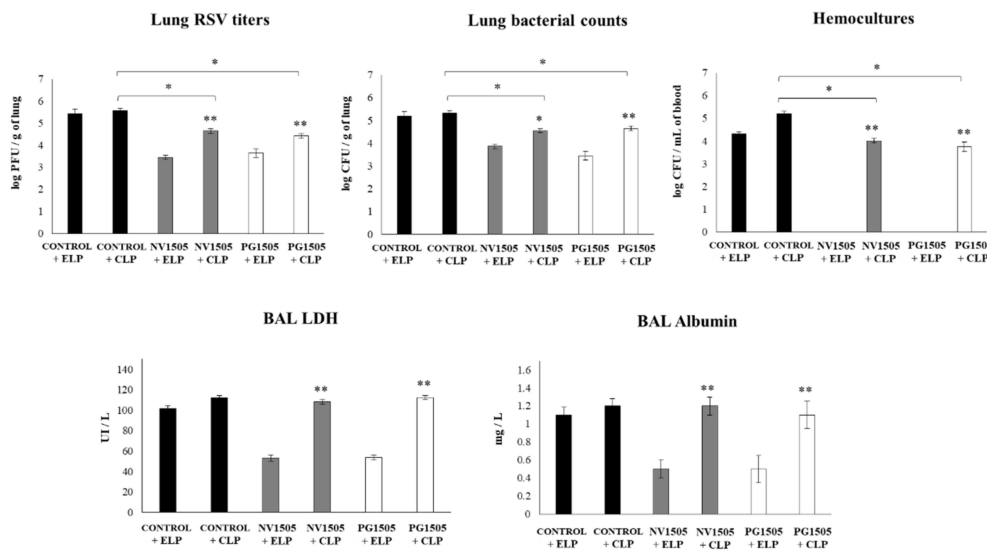 Lung RSV titers
*
*
**
**
log PFU / g of lung
7
6
5
4
3
2
1
0
CONTROL + ELP
CONTROL + CLP
NV1505 + ELP
NV1505 + CLP
PG1505 + ELP
PG1505 + CLP
Lung bacterial counts
*
*
*
**
log CFU / g of lung
7
6
5
4
3
2
1
0
CONTROL + ELP
CONTROL + CLP
NV1505 + ELP
NV1505 + CLP
PG1505 + ELP
PG1505 + CLP
Hemocultures
*
*
**
**
log CFU / mL of blood
7
6
5
4
3
2
1
0
CONTROL + ELP
CONTROL + CLP
NV1505 + ELP
NV1505 + CLP
PG1505 + ELP
PG1505 + CLP
BAL LDH
**
**
UI / L
140
120
100
80
60
40
20
0
CONTROL + ELP
CONTROL + CLP
NV1505 + ELP
NV1505 + CLP
PG1505 + ELP
PG1505 + CLP
BAL Albumin
**
**
mg / L
1.6
1.4
1.2
1
0.8
0.6
0.4
0.2
0
CONTROL + ELP
CONTROL + CLP
NV1505 + ELP
NV1505 + CLP
PG1505 + ELP
PG1505 + CLP